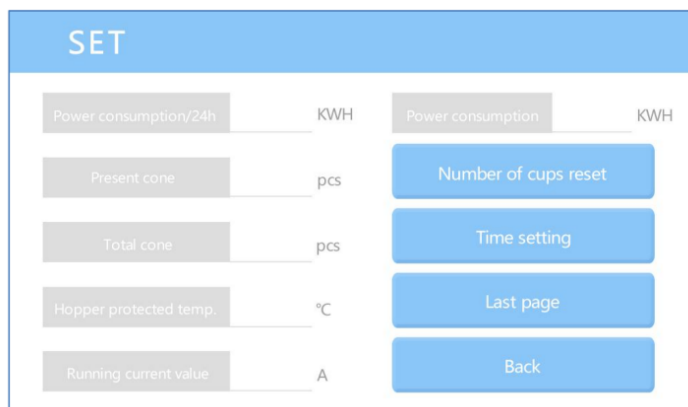 SET
Power consumption/24h KWH
Power consumption KWH
Present cone pcs
Number of cups reset
Total cone pcs
Time setting
Hopper protected temp. °C
Last page
Running current value A
Back